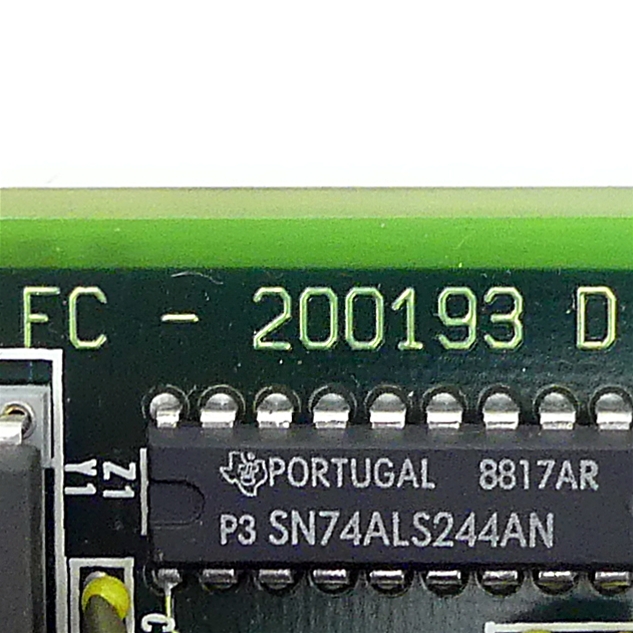 FC - 200193 D
PORTUGAL 8817AR
P3 SN74ALS244AN
Z1
Y1
C